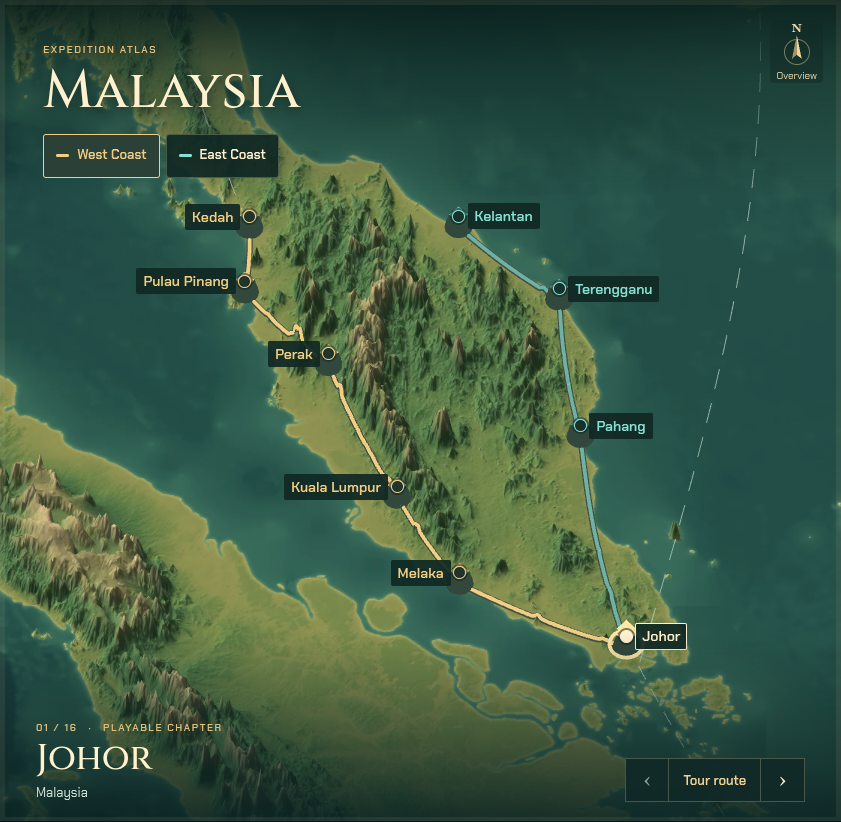 EXPEDITION ATLAS
MALAYSIA
N
Overview
West Coast
East Coast
Kedah
Kelantan
Pulau Pinang
Terengganu
Perak
Pahang
Kuala Lumpur
Melaka
Johor
01 / 16 · PLAYABLE CHAPTER
JOHOR
Malaysia
‹ Tour route ›